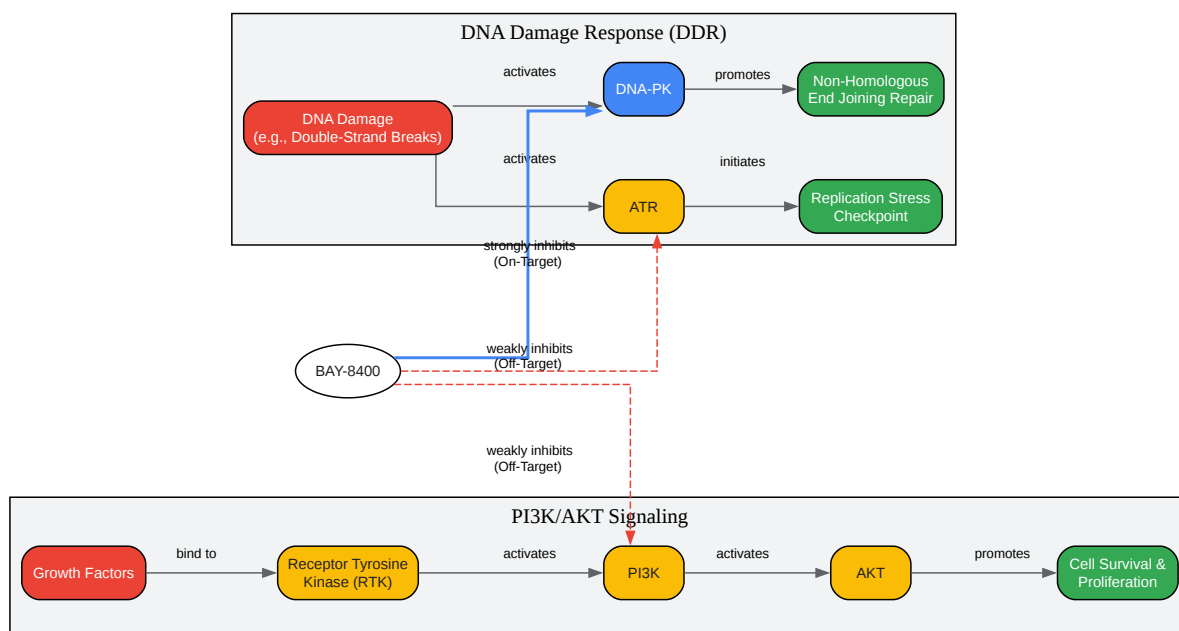 DNA Damage Response (DDR)
activates
DNA-PK
promotes
Non-Homologous
End Joining Repair
DNA Damage
(e.g., Double-Strand Breaks)
activates
ATR
initiates
Replication Stress
Checkpoint
strongly inhibits
(On-Target)
weakly inhibits
(Off-Target)
BAY-8400
weakly inhibits
(Off-Target)
PI3K/AKT Signaling
Growth Factors
bind to
Receptor Tyrosine
Kinase (RTK)
activates
PI3K
activates
AKT
promotes
Cell Survival &
Proliferation